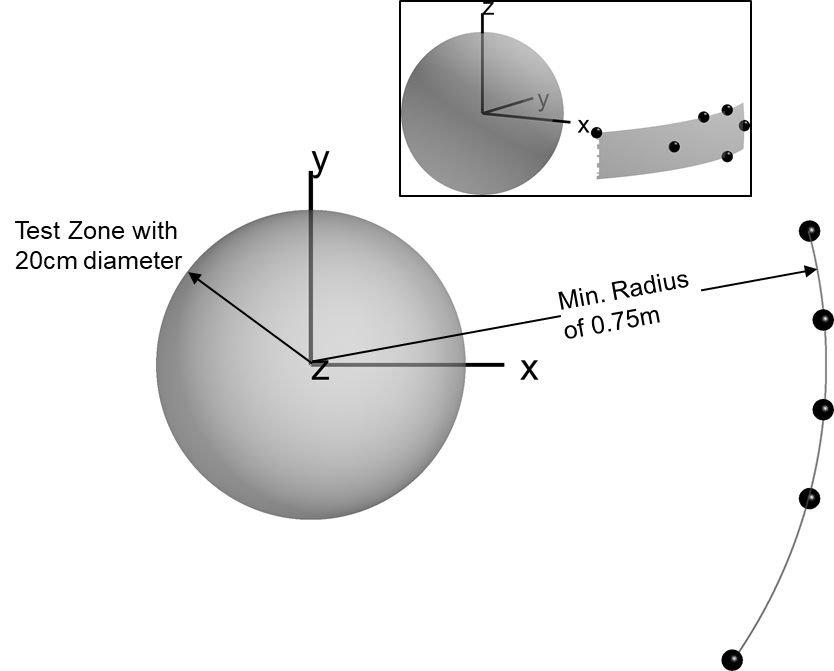 z
y
x
y
Test Zone with
20cm diameter
Min. Radius
of 0.75m
z
x